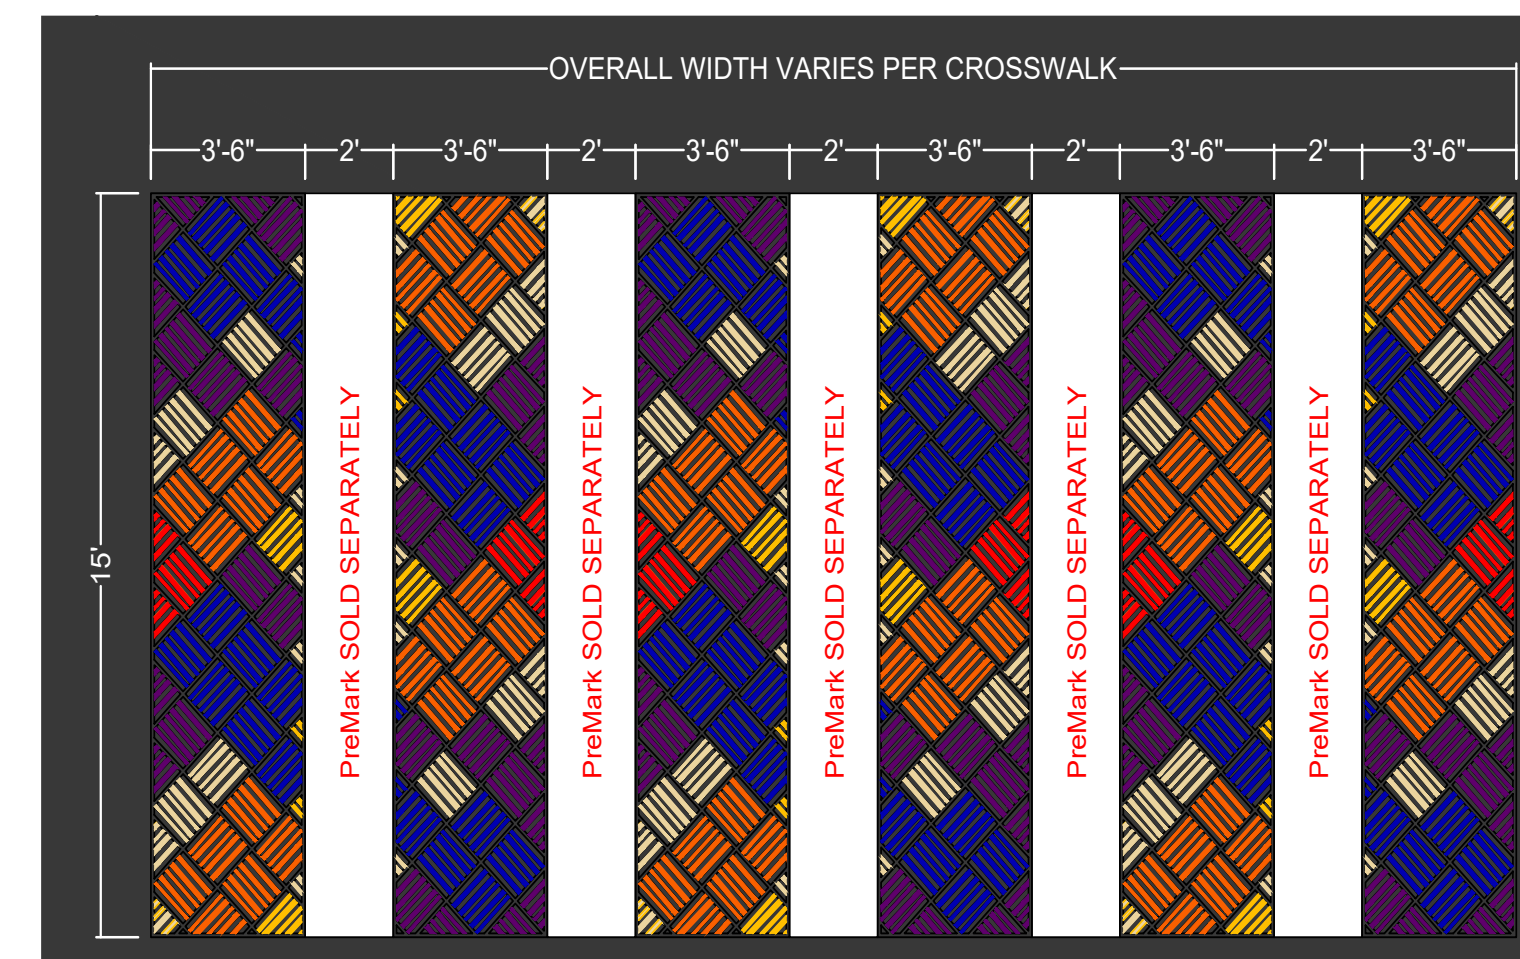 OVERALL WIDTH VARIES PER CROSSWALK
3'-6" 2' 3'-6" 2' 3'-6" 2' 3'-6" 2' 3'-6" 2' 3'-6"
15'
PreMark SOLD SEPARATELY
PreMark SOLD SEPARATELY
PreMark SOLD SEPARATELY
PreMark SOLD SEPARATELY
PreMark SOLD SEPARATELY